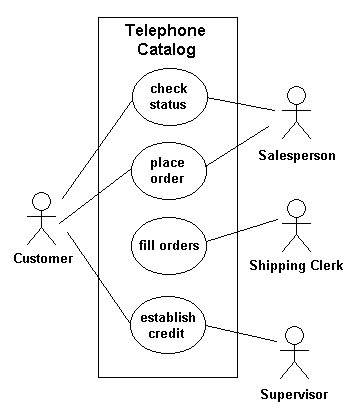 Telephone
Catalog
check
status
place
order
Salesperson
fill orders
Customer
Shipping Clerk
establish
credit
Supervisor